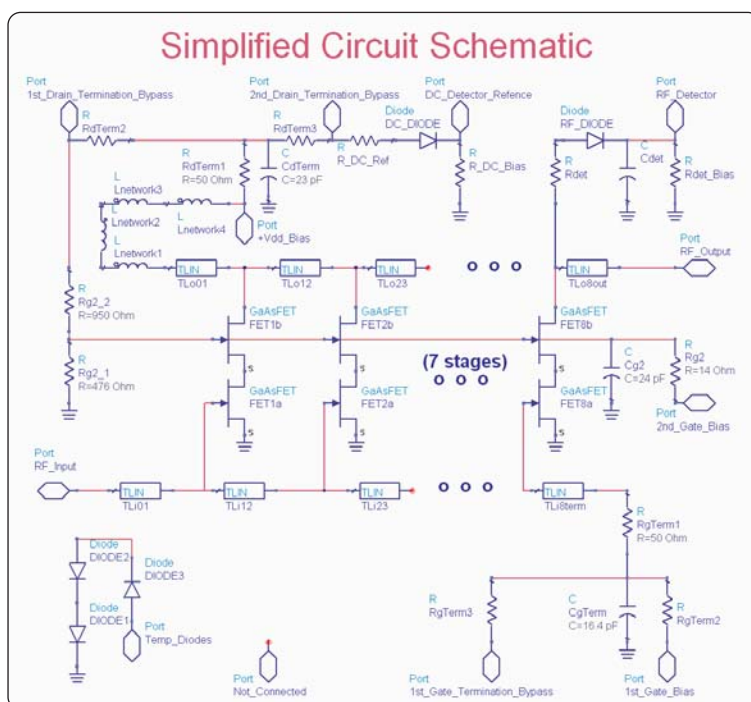 Simplified Circuit Schematic
Port
1st_Drain_Termination_Bypass
Port
2nd_Drain_Termination_Bypass
Port
DC_Detector_Refence
Port
RF_Detector
R
RdTerm2
R
RdTerm3
R
R_DC_Ref
Diode
DC_DIODE
Diode
RF_DIODE
R
RdTerm1
R=50 Ohm
C
CdTerm
C=23 pF
R
R_DC_Bias
R
Rdet
C
Cdet
R
Rdet_Bias
L
Lnetwork3
L
Lnetwork2
L
Lnetwork4
L
Lnetwork1
Port
+Vdd_Bias
TLIN
TLo01
TLIN
TLo12
TLIN
TLo23
TLIN
TLo8out
Port
RF_Output
R
Rg2_2
R=950 Ohm
GaAsFET
FET1b
GaAsFET
FET2b
GaAsFET
FET8b
S
S
S
R
Rg2_1
R=476 Ohm
GaAsFET
FET1a
GaAsFET
FET2a
(7 stages)
GaAsFET
FET8a
C
Cg2
C=24 pF
R
Rg2
R=14 Ohm
S
S
S
Port
2nd_Gate_Bias
Port
RF_Input
TLIN
TLi01
TLIN
TLi12
TLIN
TLi23
TLIN
TLi8term
R
RgTerm1
R=50 Ohm
Diode
DIODE2
Diode
DIODE3
Diode
DIODE1
Port
Temp_Diodes
R
RgTerm3
C
CgTerm
C=16.4 pF
R
RgTerm2
Port
Not_Connected
Port
1st_Gate_Termination_Bypass
Port
1st_Gate_Bias